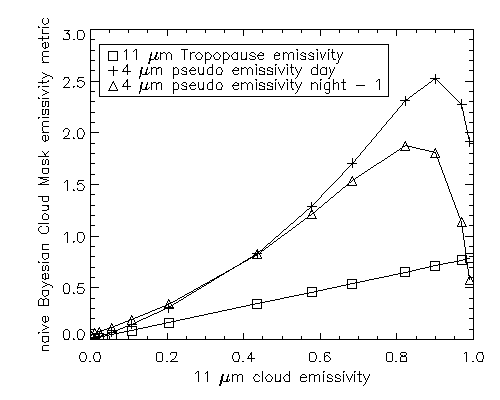 3.0
2.5
2.0
1.5
1.0
0.5
0.0
naive Bayesian Cloud Mask emissivity metric
11 μm Tropopause emissivity
4 μm pseudo emissivity day
4 μm pseudo emissivity night - 1
0.0 0.2 0.4 0.6 0.8 1.0
11 μm cloud emissivity